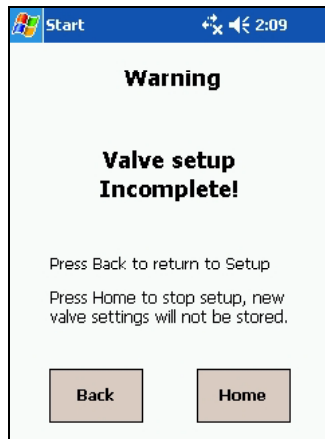 Start 2:09
Warning
Valve setup
Incomplete!
Press Back to return to Setup
Press Home to stop setup, new
valve settings will not be stored.
Back Home